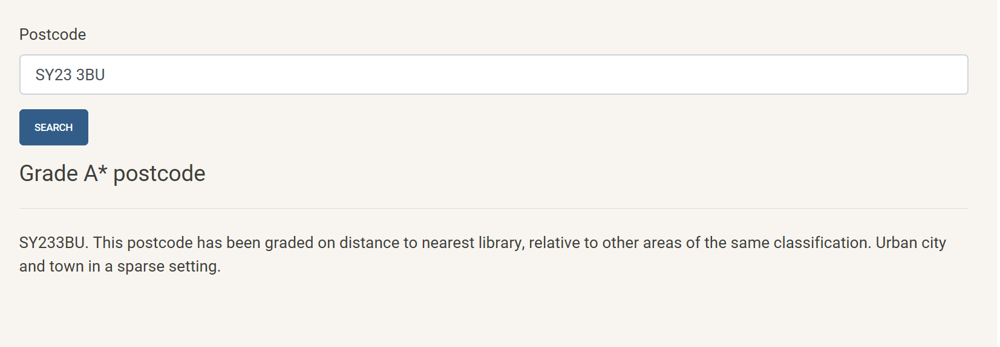 Postcode
SY23 3BU
SEARCH
Grade A* postcode
SY233BU. This postcode has been graded on distance to nearest library, relative to other areas of the same classification. Urban city
and town in a sparse setting.